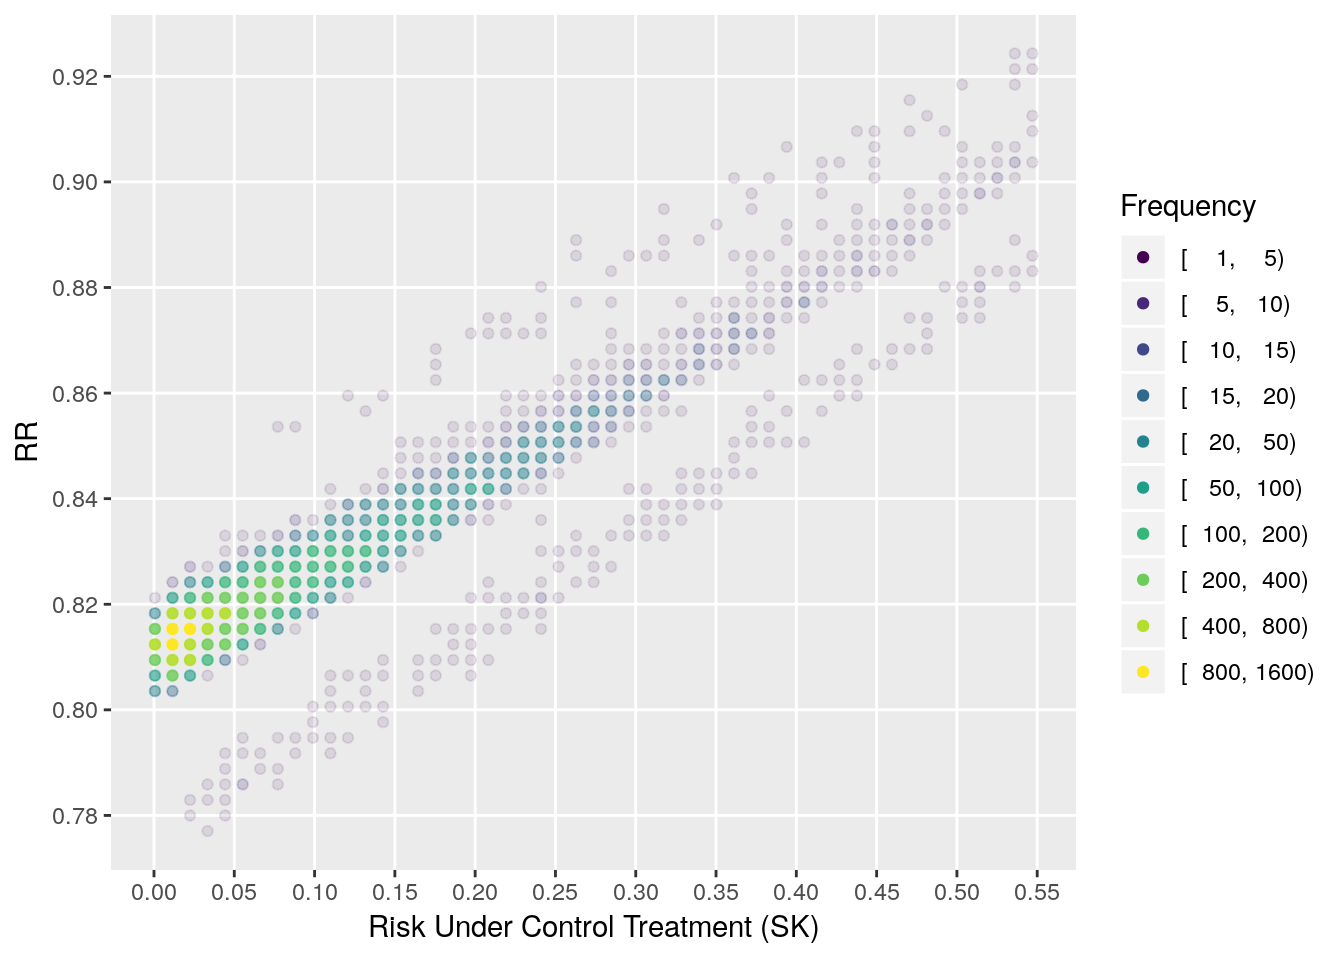 0.92
0.90
0.88
0.86
0.84
0.82
0.80
0.78
RR
0.00 0.05 0.10 0.15 0.20 0.25 0.30 0.35 0.40 0.45 0.50 0.55
Risk Under Control Treatment (SK)
Frequency
[ 1, 5)
[ 5, 10)
[ 10, 15)
[ 15, 20)
[ 20, 50)
[ 50, 100)
[ 100, 200)
[ 200, 400)
[ 400, 800)
[ 800, 1600)